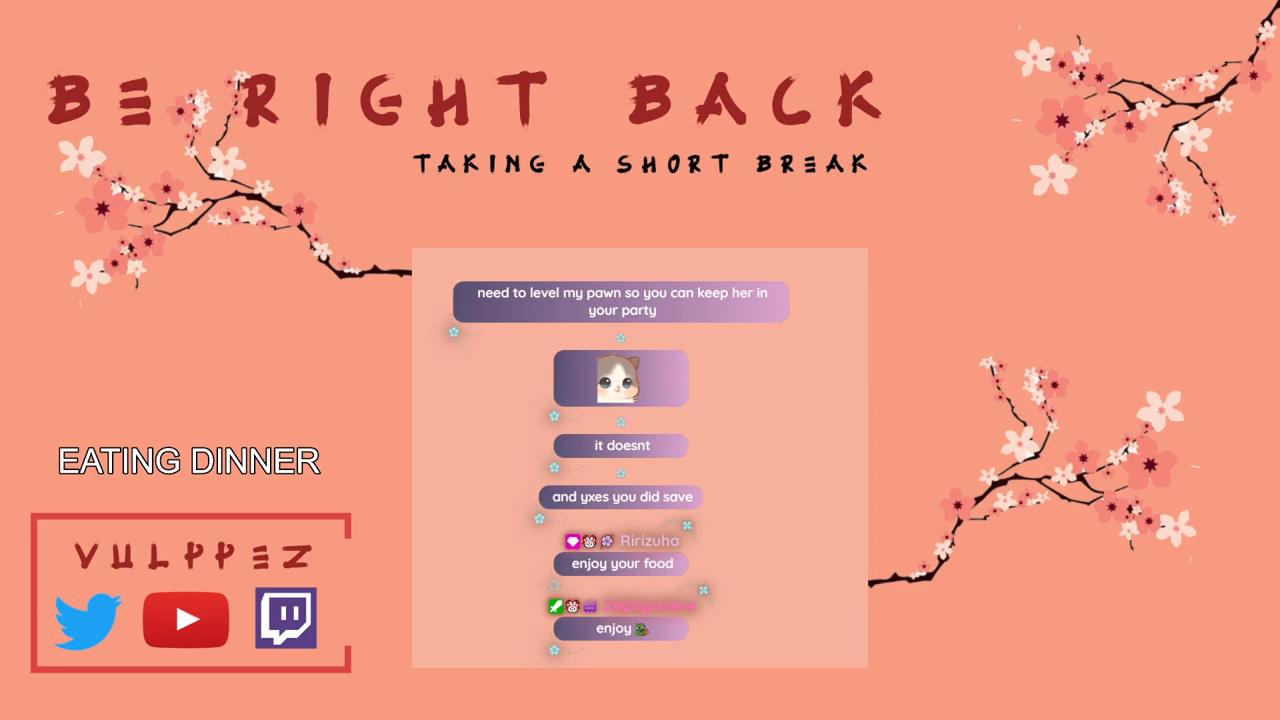 BE RIGHT BACK
TAKING A SHORT BREAK
need to level my pawn so you can keep her in
your party
it doesnt
and yxes you did save
Ririzuha
enjoy your food
enjoy
EATING DINNER
VULPPEZ